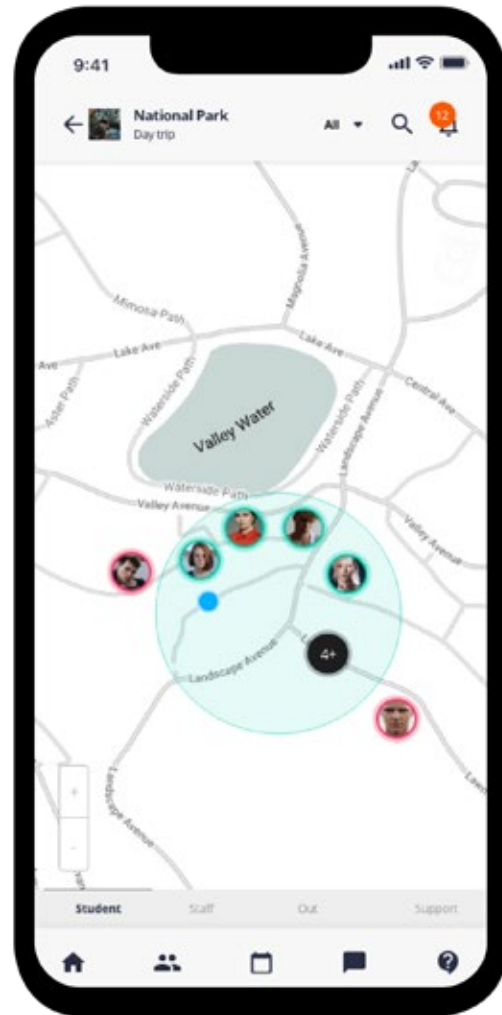 9:41
National Park
Day trip
All
12
Magnolia Avenue
Mimosa Path
Lake Ave
Lake Ave
Ave
Aster Path
Waterside Path
Waterside Path
Central Ave
Valley Water
Landscape Avenue
Waterside Path
Valley Avenue
Valley Avenue
4+
Landscape Avenue
Landscape Avenue
+
-
Student
Staff
Out
Support